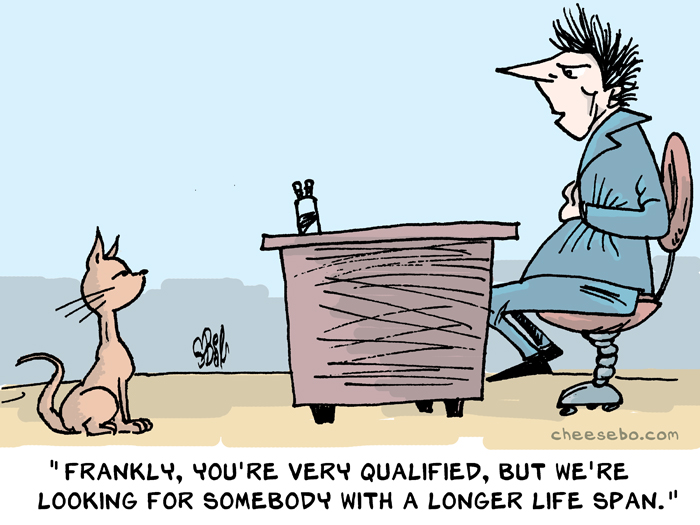 cheesebo.com
"FRANKLY, YOU'RE VERY QUALIFIED, BUT WE'RE
LOOKING FOR SOMEBODY WITH A LONGER LIFE SPAN."